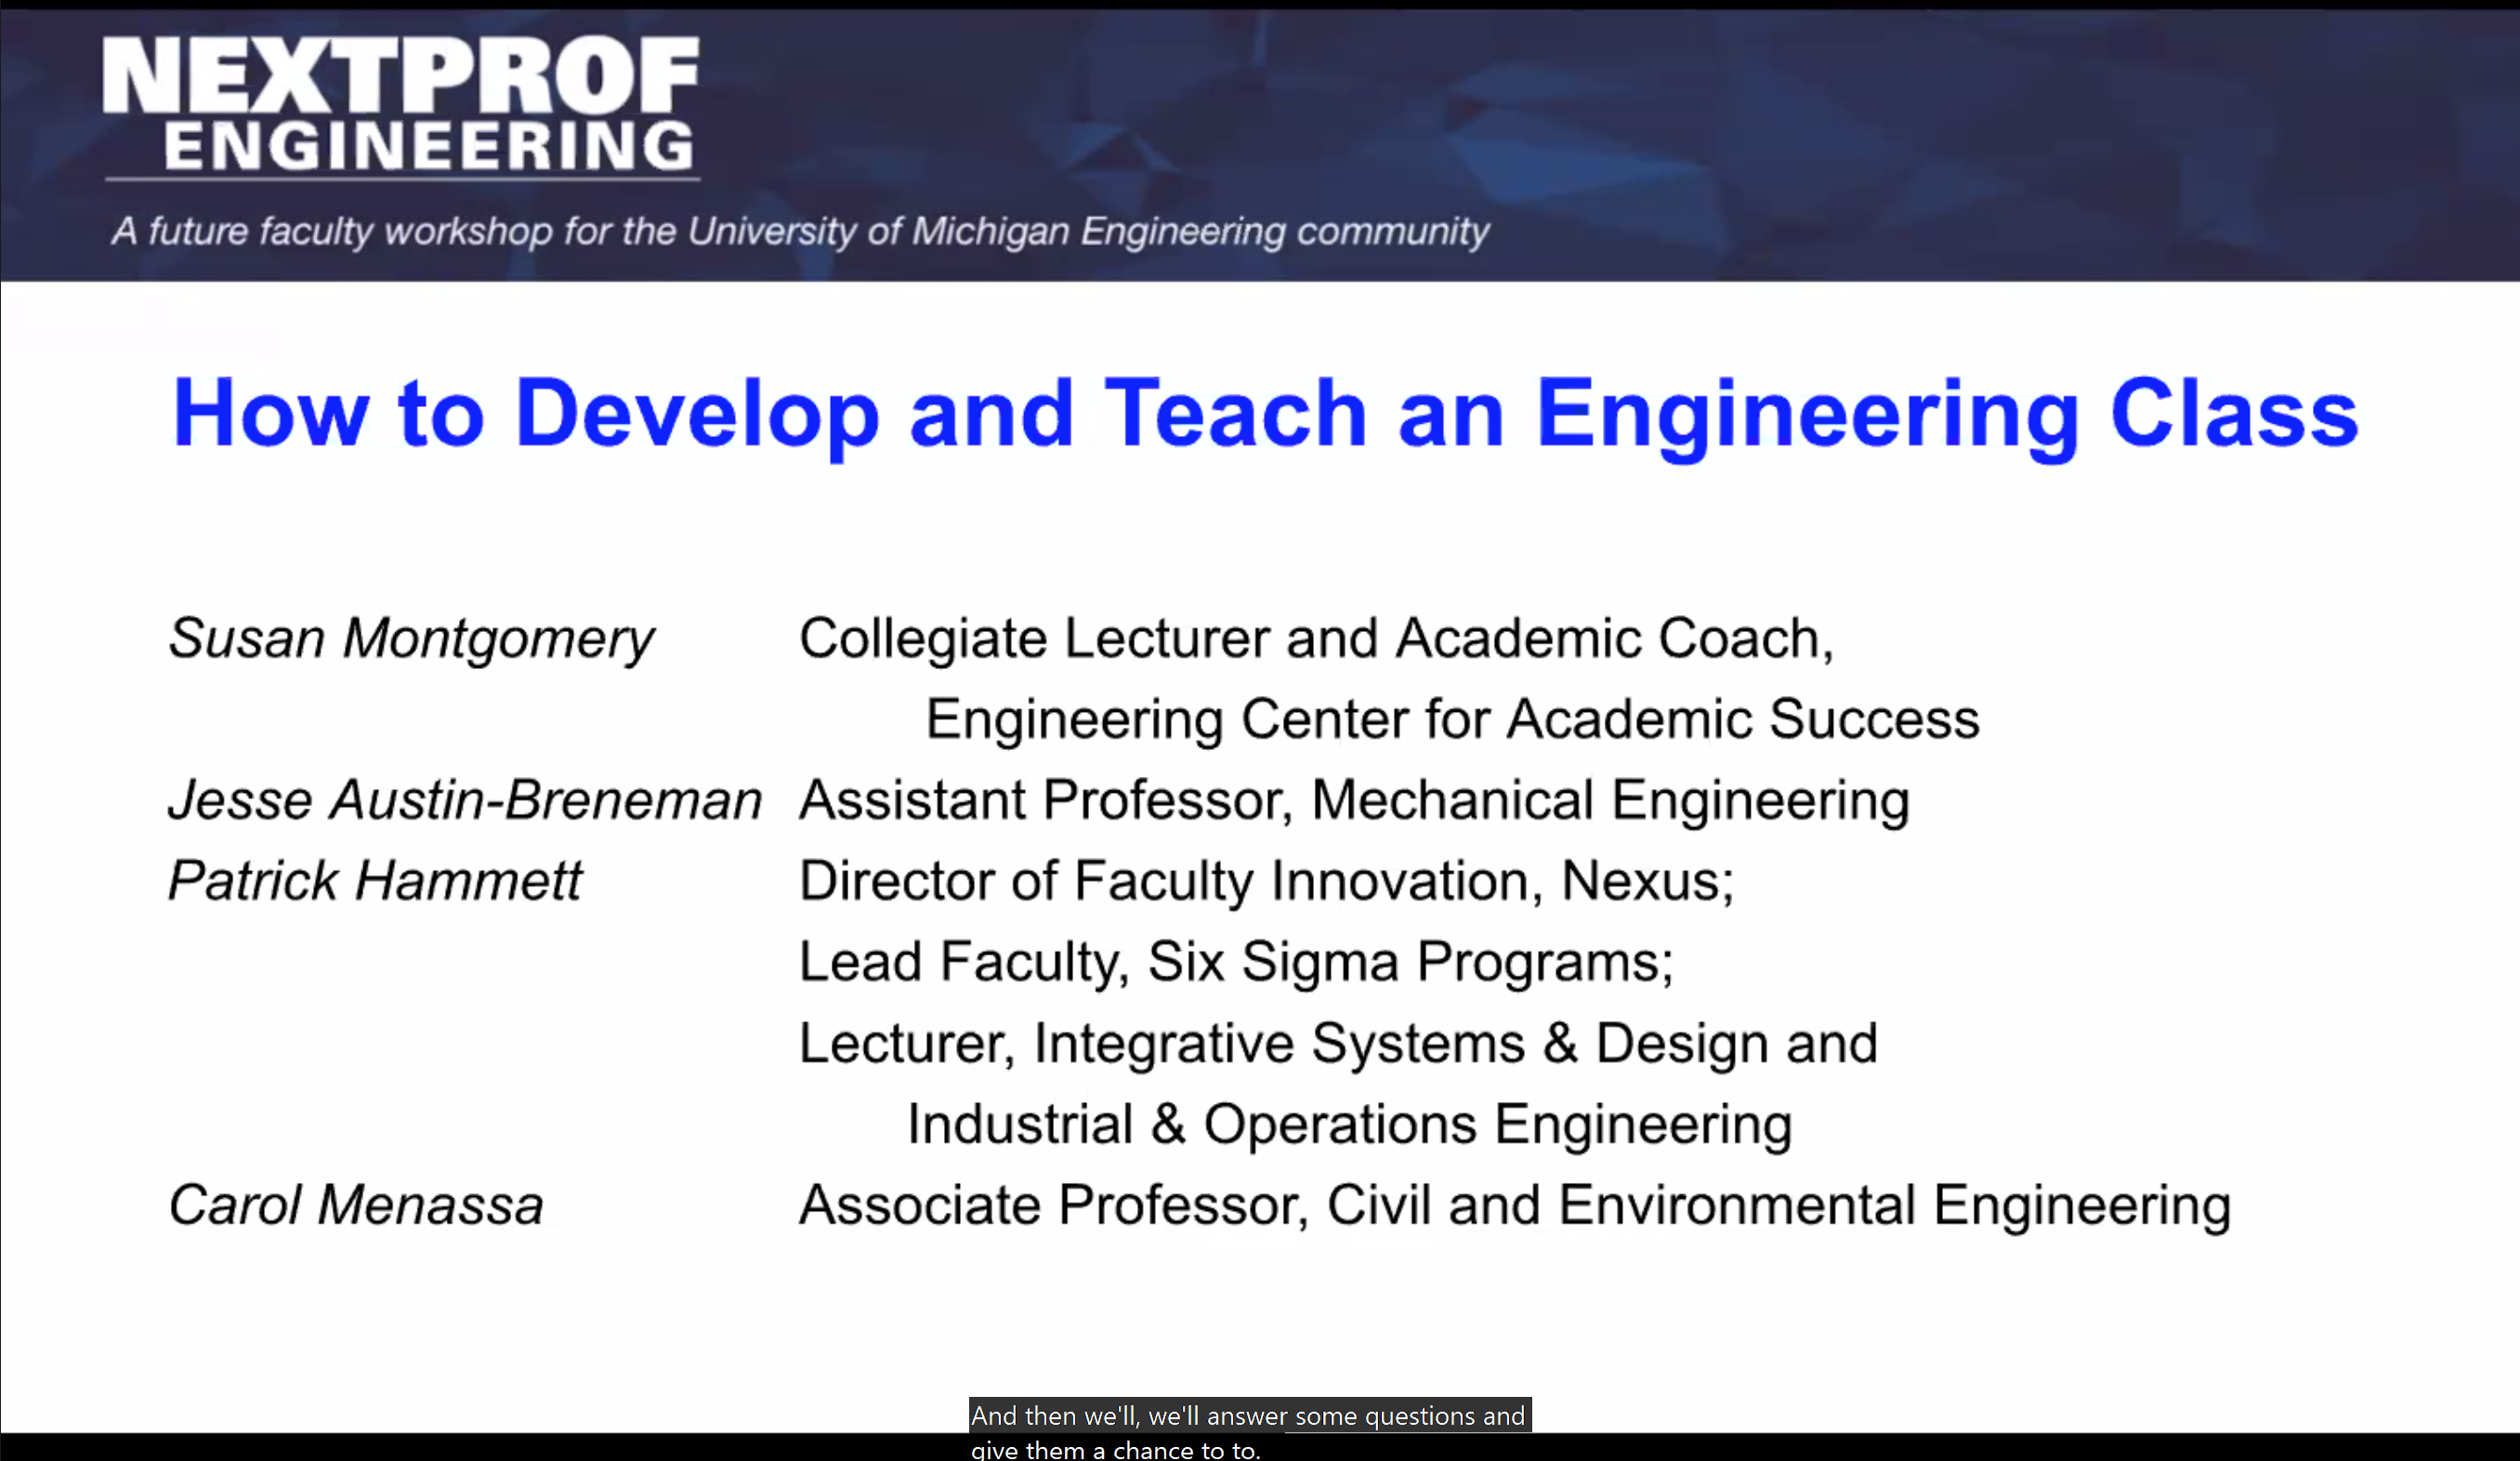 NEXTPROF
ENGINEERING
A future faculty workshop for the University of Michigan Engineering community
How to Develop and Teach an Engineering Class
Susan Montgomery Collegiate Lecturer and Academic Coach,
Engineering Center for Academic Success
Jesse Austin-Breneman Assistant Professor, Mechanical Engineering
Patrick Hammett Director of Faculty Innovation, Nexus;
Lead Faculty, Six Sigma Programs;
Lecturer, Integrative Systems & Design and
Industrial & Operations Engineering
Carol Menassa Associate Professor, Civil and Environmental Engineering
And then we'll, we'll answer some questions and
give them a chance to to.